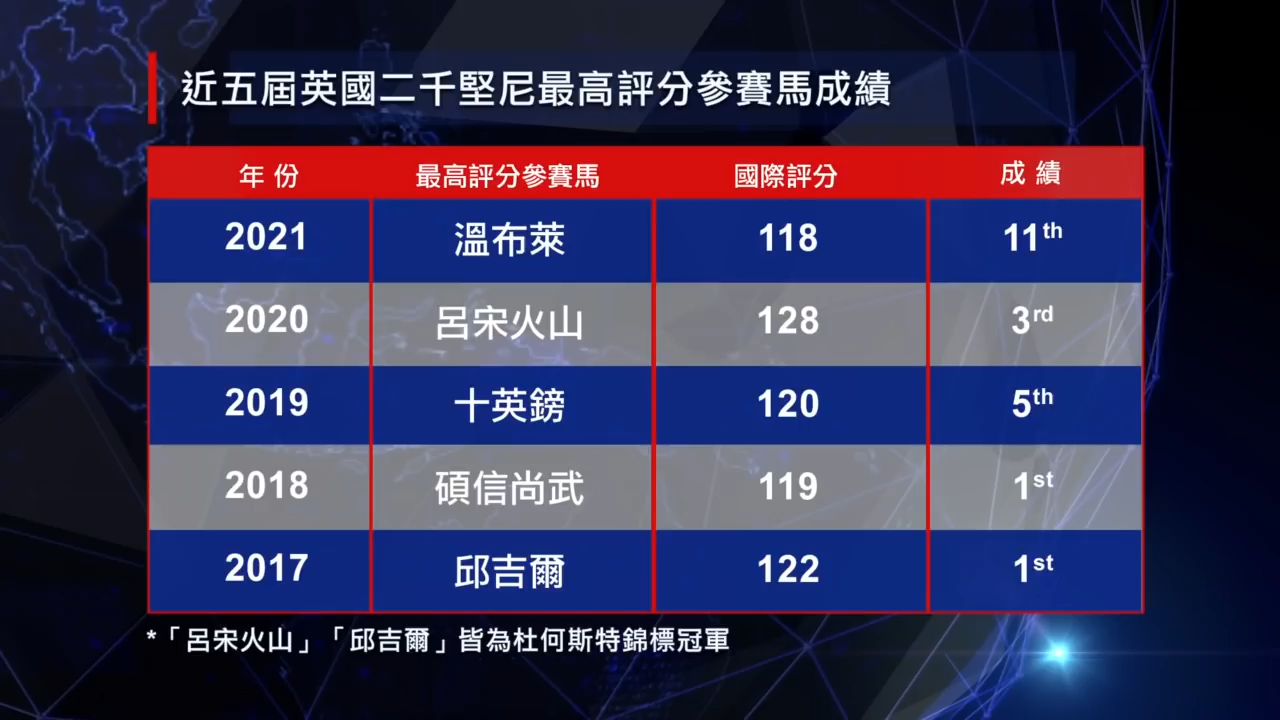 近五屆英國二千堅尼最高評分參賽馬成績
年份 最高評分參賽馬 國際評分 成績
2021 溫布萊 118 11th
2020 呂宋火山 128 3rd
2019 十英鎊 120 5th
2018 碩信尚武 119 1st
2017 邱吉爾 122 1st
*「呂宋火山」「邱吉爾」皆為杜何斯特錦標冠軍